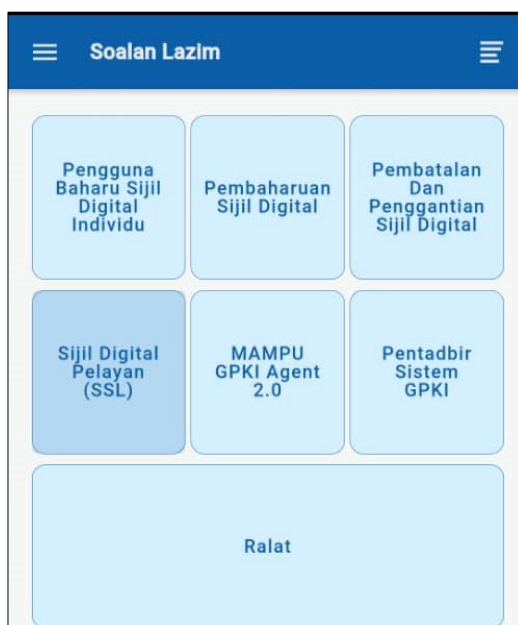 Soalan Lazim
Pengguna
Baharu Sijil
Digital
Individu
Pembaharuan
Sijil Digital
Pembatalan
Dan
Penggantian
Sijil Digital
Sijil Digital
Pelayan
(SSL)
MAMPU
GPKI Agent
2.0
Pentadbir
Sistem
GPKI
Ralat